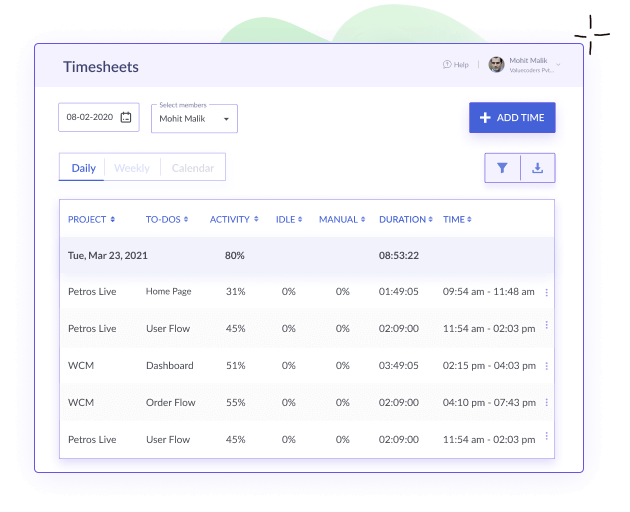 Timesheets
Help
Mohit Malik
Valuecoders Pvt...
08-02-2020
Select members
Mohit Malik
ADD TIME
Daily Weekly Calendar
PROJECT TO-DOS ACTIVITY IDLE MANUAL DURATION TIME
Tue, Mar 23, 2021 80% 08:53:22
Petros Live Home Page 31% 0% 0% 01:49:05 09:54 am - 11:48 am
Petros Live User Flow 45% 0% 0% 02:09:00 11:54 am - 02:03 pm
WCM Dashboard 51% 0% 0% 03:49:05 02:15 pm - 04:03 pm
WCM Order Flow 55% 0% 0% 02:09:00 04:10 pm - 07:43 pm
Petros Live User Flow 45% 0% 0% 02:09:00 11:54 am - 02:03 pm